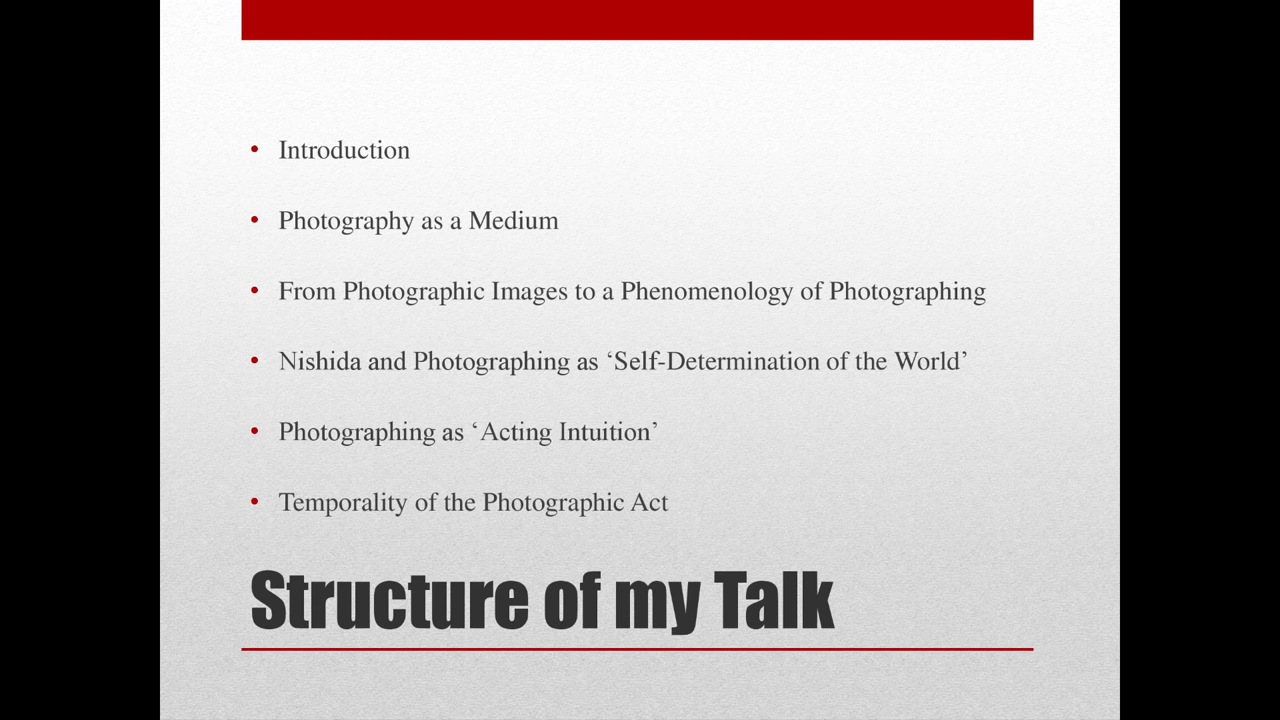 • Introduction
• Photography as a Medium
• From Photographic Images to a Phenomenology of Photographing
• Nishida and Photographing as ‘Self-Determination of the World’
• Photographing as ‘Acting Intuition’
• Temporality of the Photographic Act
Structure of my Talk